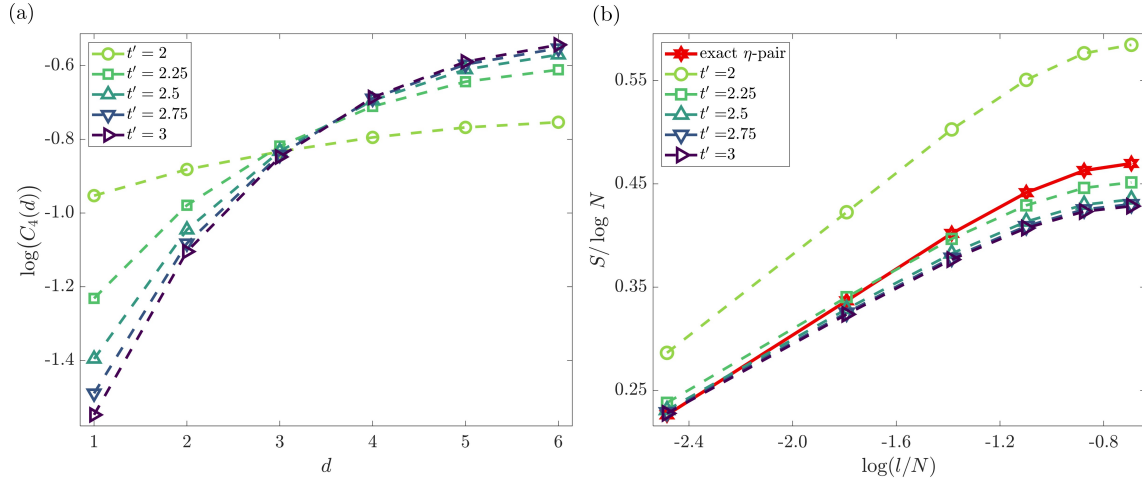 (a)
t′ = 2
t′ = 2.25
t′ = 2.5
t′ = 2.75
t′ = 3
-0.6
-0.8
-1.0
-1.2
-1.4
log(C₄(d))
1 2 3 4 5 6
d
(b)
exact η-pair
t′ =2
t′ =2.25
t′ =2.5
t′ =2.75
t′ =3
0.55
0.45
0.35
0.25
S/ log N
-2.4 -2.0 -1.6 -1.2 -0.8
log(l/N)